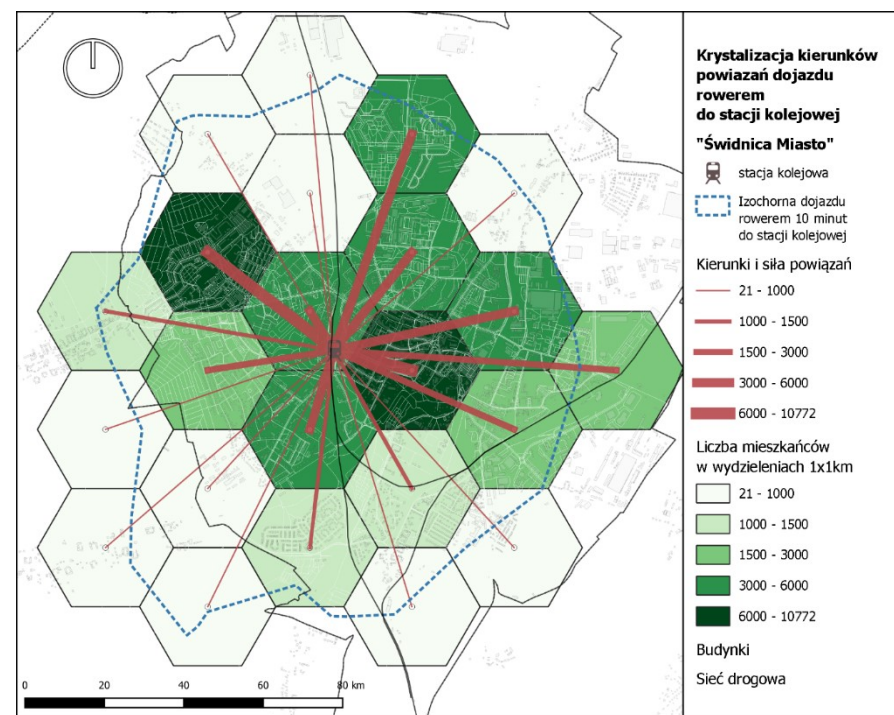 Krystalizacja kierunków
powiazań dojazdu
rowerem
do stacji kolejowej
"Świdnica Miasto"
stacja kolejowa
Izochorna dojazdu
rowerem 10 minut
do stacji kolejowej
Kierunki i siła powiązań
21 - 1000
1000 - 1500
1500 - 3000
3000 - 6000
6000 - 10772
Liczba mieszkańców
w wydzieleniach 1x1km
21 - 1000
1000 - 1500
1500 - 3000
3000 - 6000
6000 - 10772
Budynki
Sieć drogowa
0 20 40 60 80 km